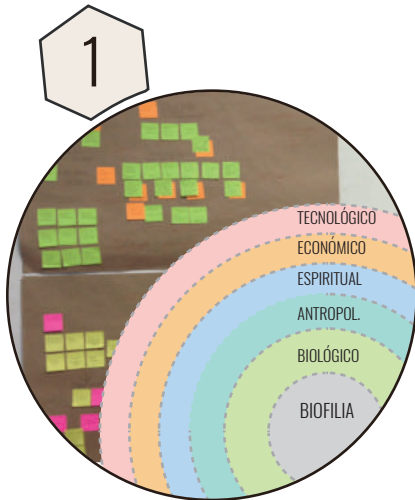 1
TECNOLÓGICO
ECONÓMICO
ESPIRITUAL
ANTROPOL.
BIOLÓGICO
BIOFILIA